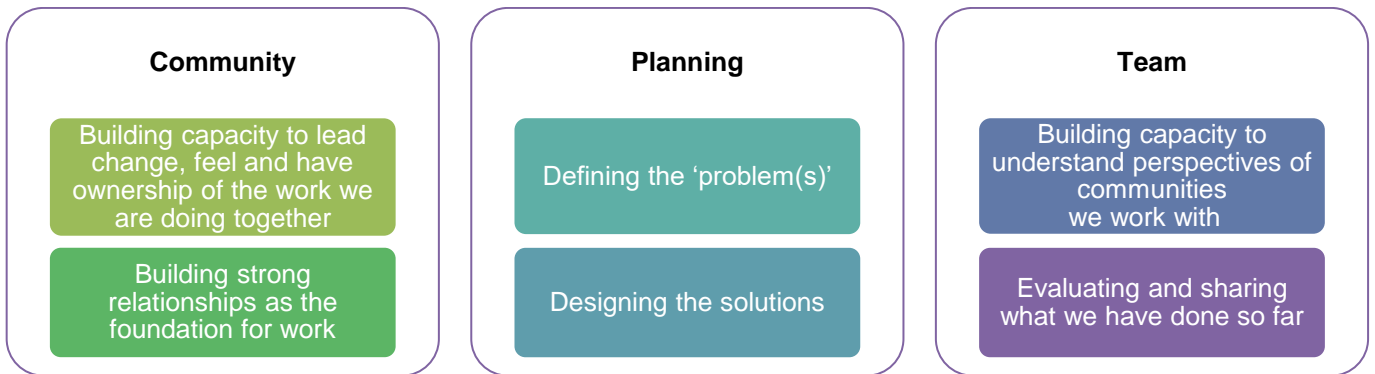 Community
Building capacity to lead
change, feel and have
ownership of the work we
are doing together
Building strong
relationships as the
foundation for work
Planning
Defining the ‘problem(s)’
Designing the solutions
Team
Building capacity to
understand perspectives of
communities
we work with
Evaluating and sharing
what we have done so far